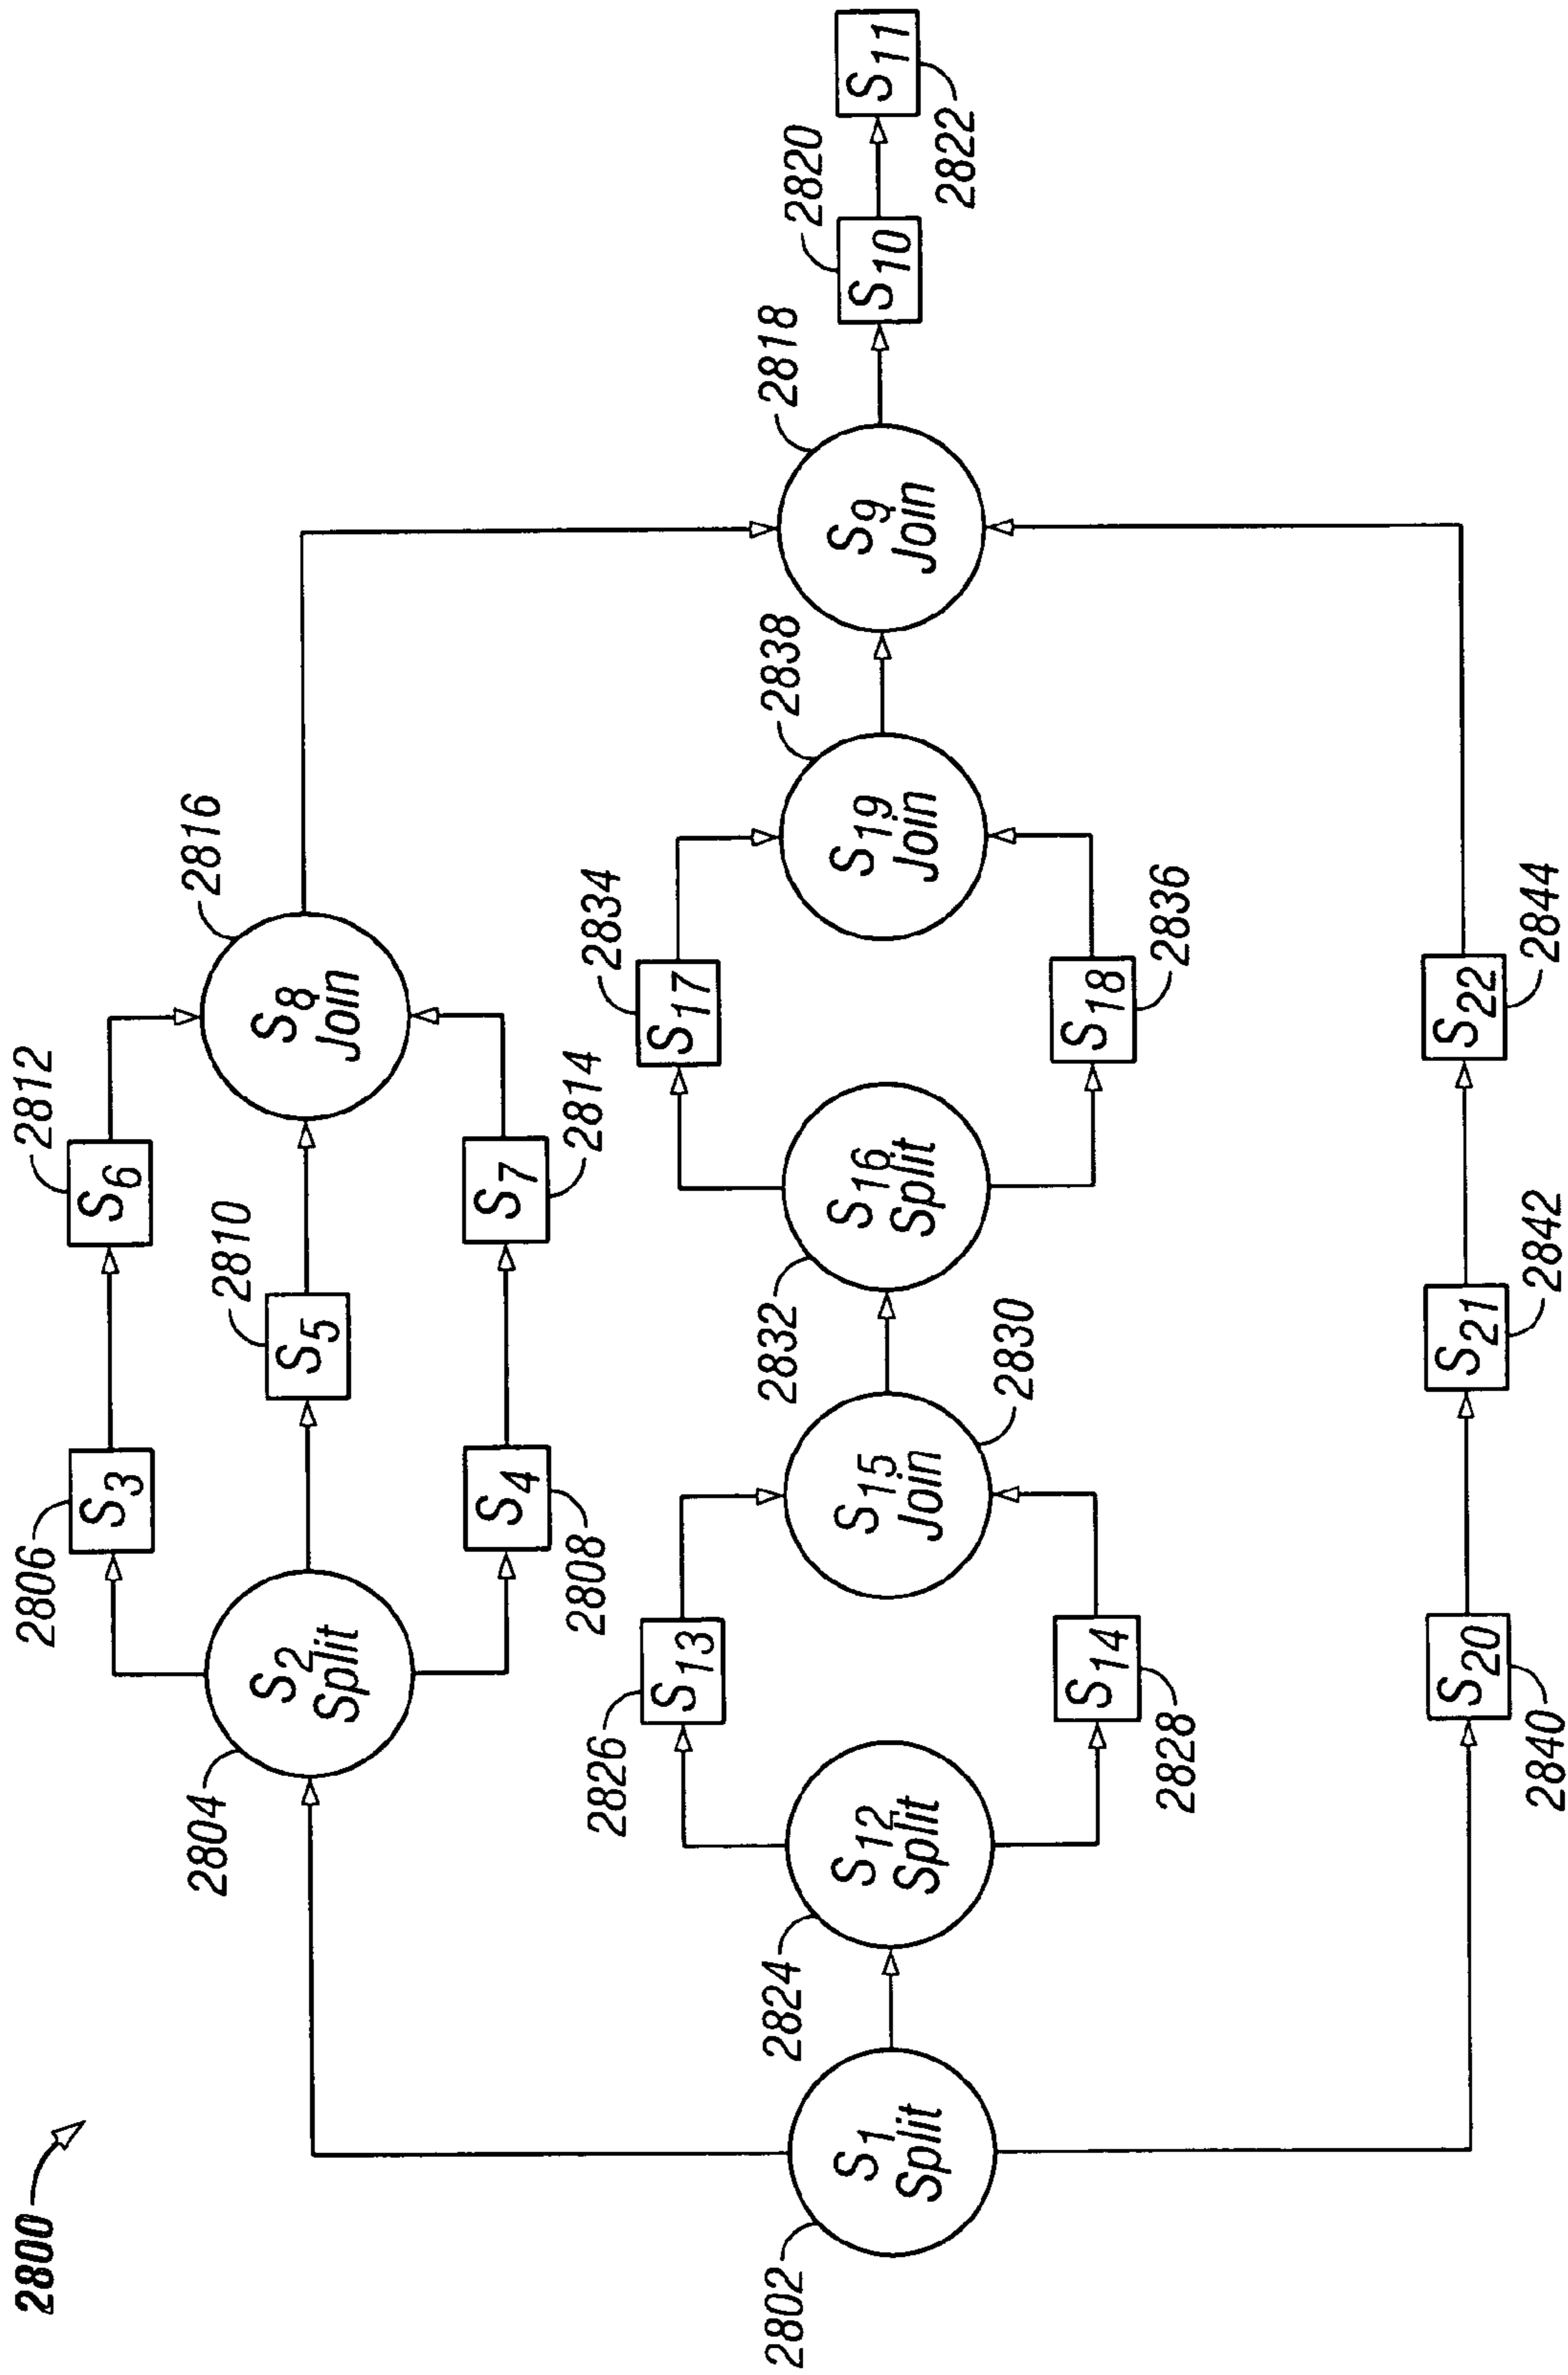 2800
2802
S1
Split
2804
S2
Split
2806
S3
2812
S6
2810
S5
2808
S4
2814
S7
2816
S8
Join
2824
S12
Split
2826
S13
2828
S14
2830
S15
Join
2832
S16
Split
2834
S17
2836
S18
2838
S19
Join
2818
S9
Join
2820
S10
2822
S11
2840
S20
2842
S21
2844
S22